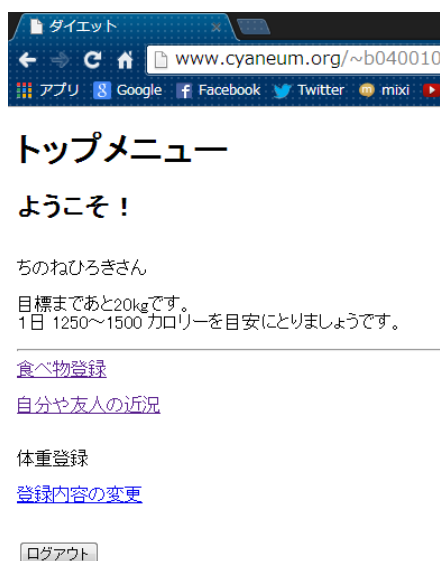 ダイエット
www.cyaneum.org/~b040010
アプリ Google Facebook Twitter mixi
トップメニュー
ようこそ！
ちのねひろきさん
目標まであと20kgです。
1日 1250～1500 カロリーを目安にとりましょうです。
食べ物登録
自分や友人の近況
体重登録
登録内容の変更
ログアウト